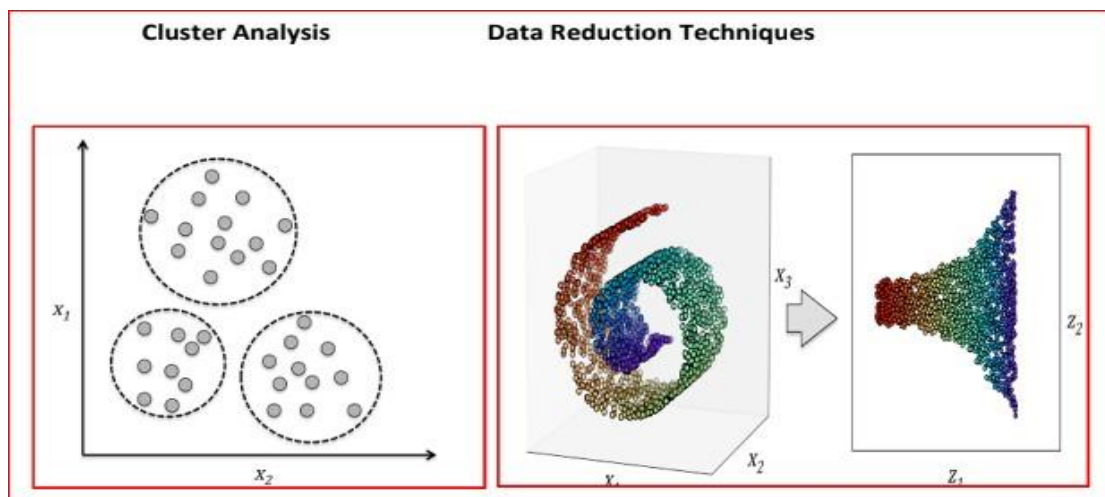 Cluster Analysis
Data Reduction Techniques
x₁
x₂
X₃
X₂
Z₂
Z₁